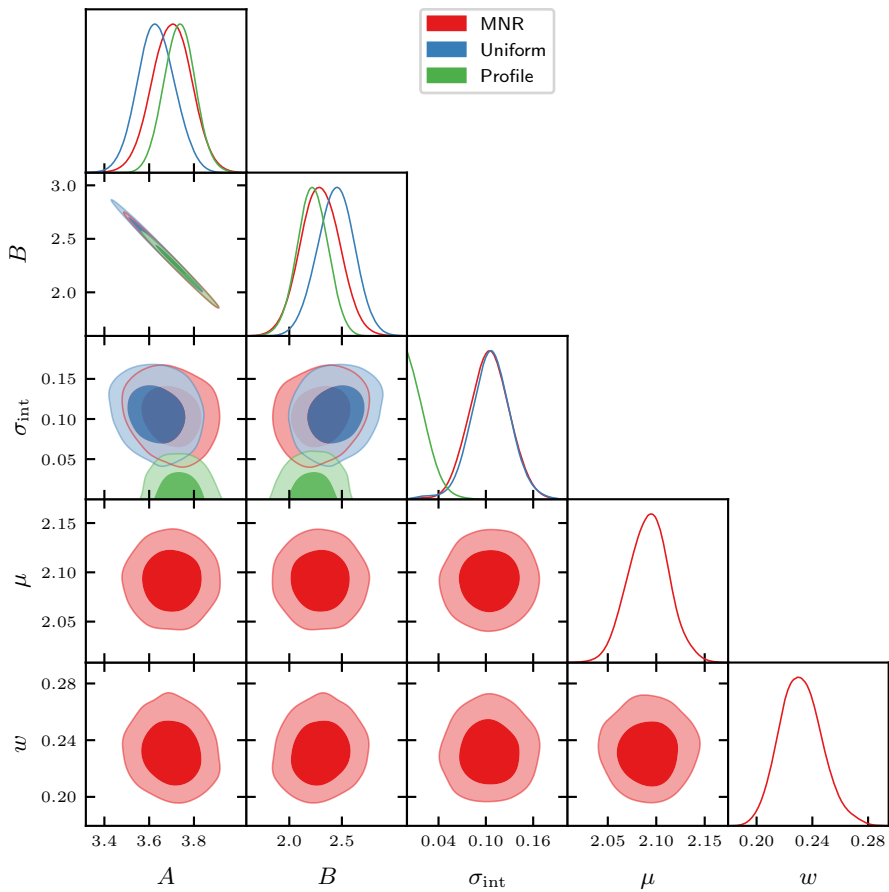 MNR
Uniform
Profile
3.0
2.5
2.0
B
0.15
0.10
0.05
σint
2.15
2.10
2.05
μ
0.28
0.24
0.20
w
3.4 3.6 3.8
2.0 2.5
0.04 0.10 0.16
2.05 2.10 2.15
0.20 0.24 0.28
A
B
σint
μ
w